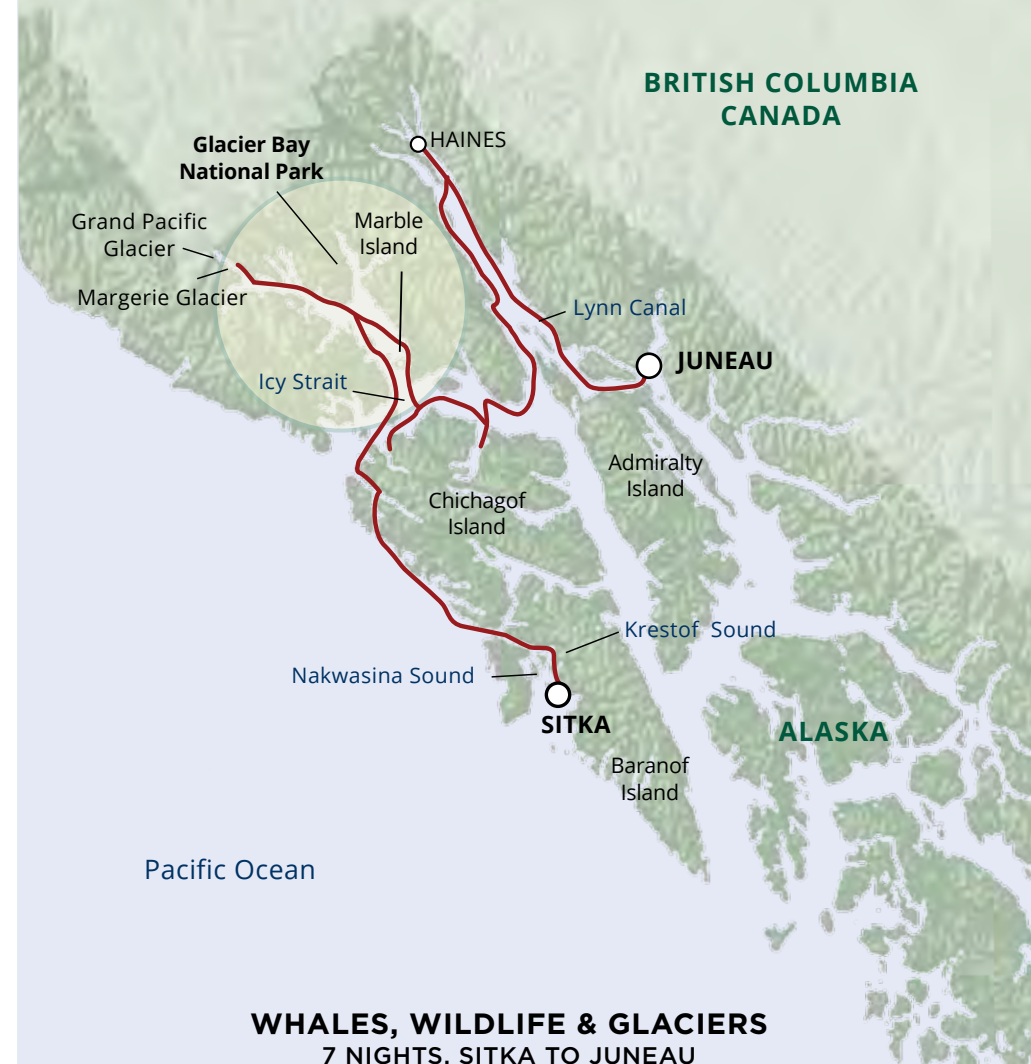 BRITISH COLUMBIA
CANADA
HAINES
Glacier Bay
National Park
Grand Pacific
Glacier
Marble
Island
Margerie Glacier
Lynn Canal
JUNEAU
Icy Strait
Admiralty
Island
Chichagof
Island
Krestof Sound
Nakwasina Sound
SITKA
ALASKA
Baranof
Island
Pacific Ocean
WHALES, WILDLIFE & GLACIERS
7 NIGHTS, SITKA TO JUNEAU